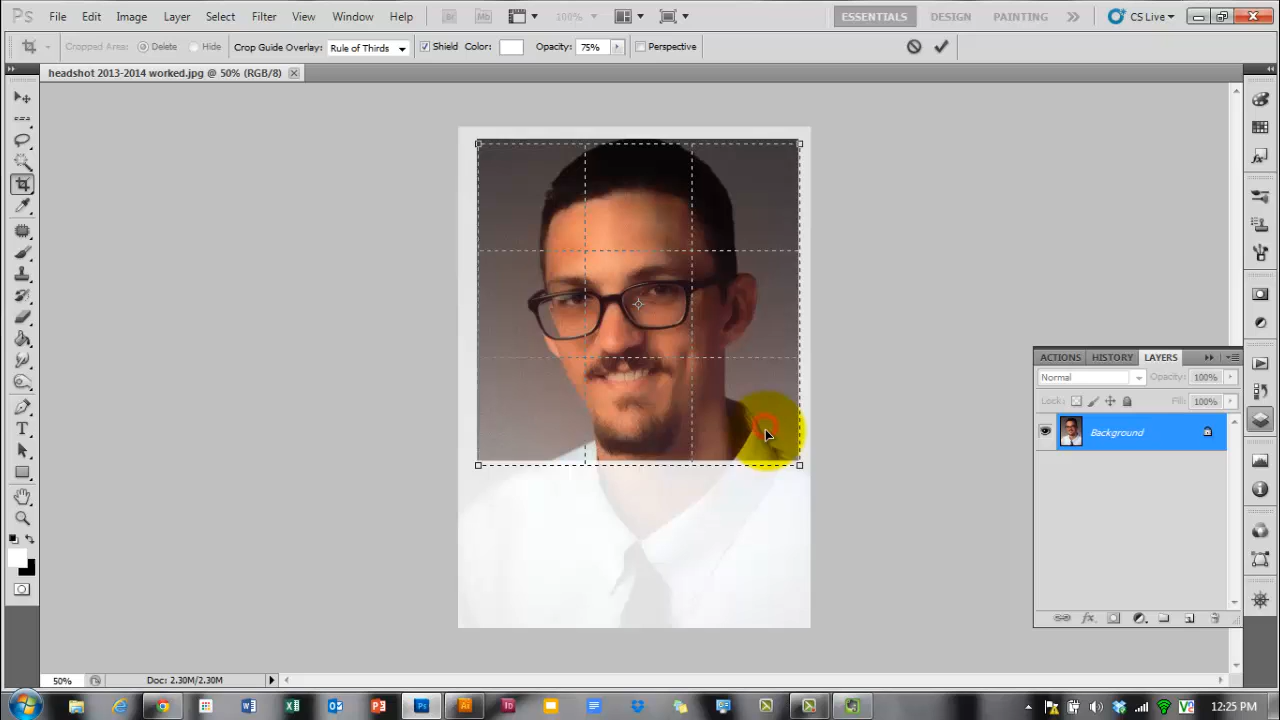 Ps File Edit Image Layer Select Filter View Window Help Br Mb 100% ESSENTIALS DESIGN PAINTING CS Live
Cropped Area: Delete Hide Crop Guide Overlay: Rule of Thirds Shield Color: Opacity: 75% Perspective
headshot 2013-2014 worked.jpg @ 50% (RGB/8)
ACTIONS HISTORY LAYERS
Normal Opacity: 100%
Lock: Fill: 100%
Background
fx
50% Doc: 2.30M/2.30M
12:25 PM